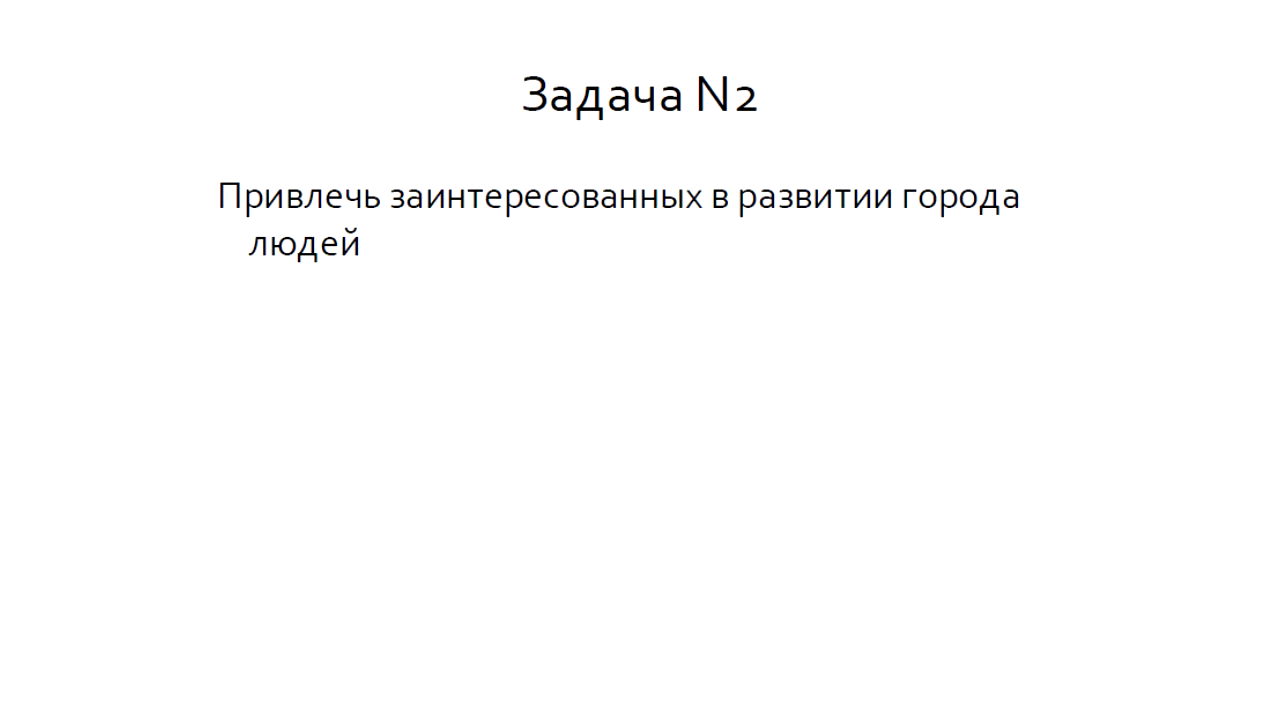 Задача N2
Привлечь заинтересованных в развитии города
людей